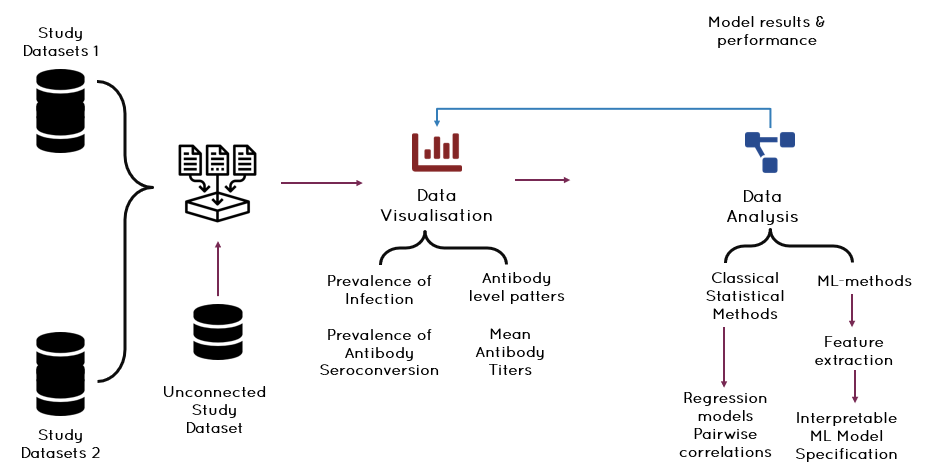 Study
Datasets 1
Model results &
performance
Data
Visualisation
Data
Analysis
Prevalence of
Infection
Antibody
level patters
Prevalence of
Antibody
Seroconversion
Mean
Antibody
Titers
Classical
Statistical
Methods
ML-methods
Feature
extraction
Regression
models
Pairwise
correlations
Interpretable
ML Model
Specification
Unconnected
Study
Dataset
Study
Datasets 2